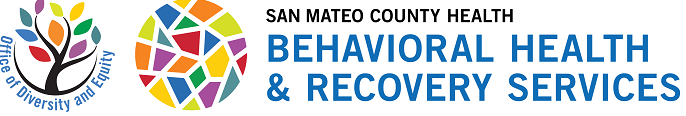 Office of Diversity and Equity
SAN MATEO COUNTY HEALTH
BEHAVIORAL HEALTH
& RECOVERY SERVICES